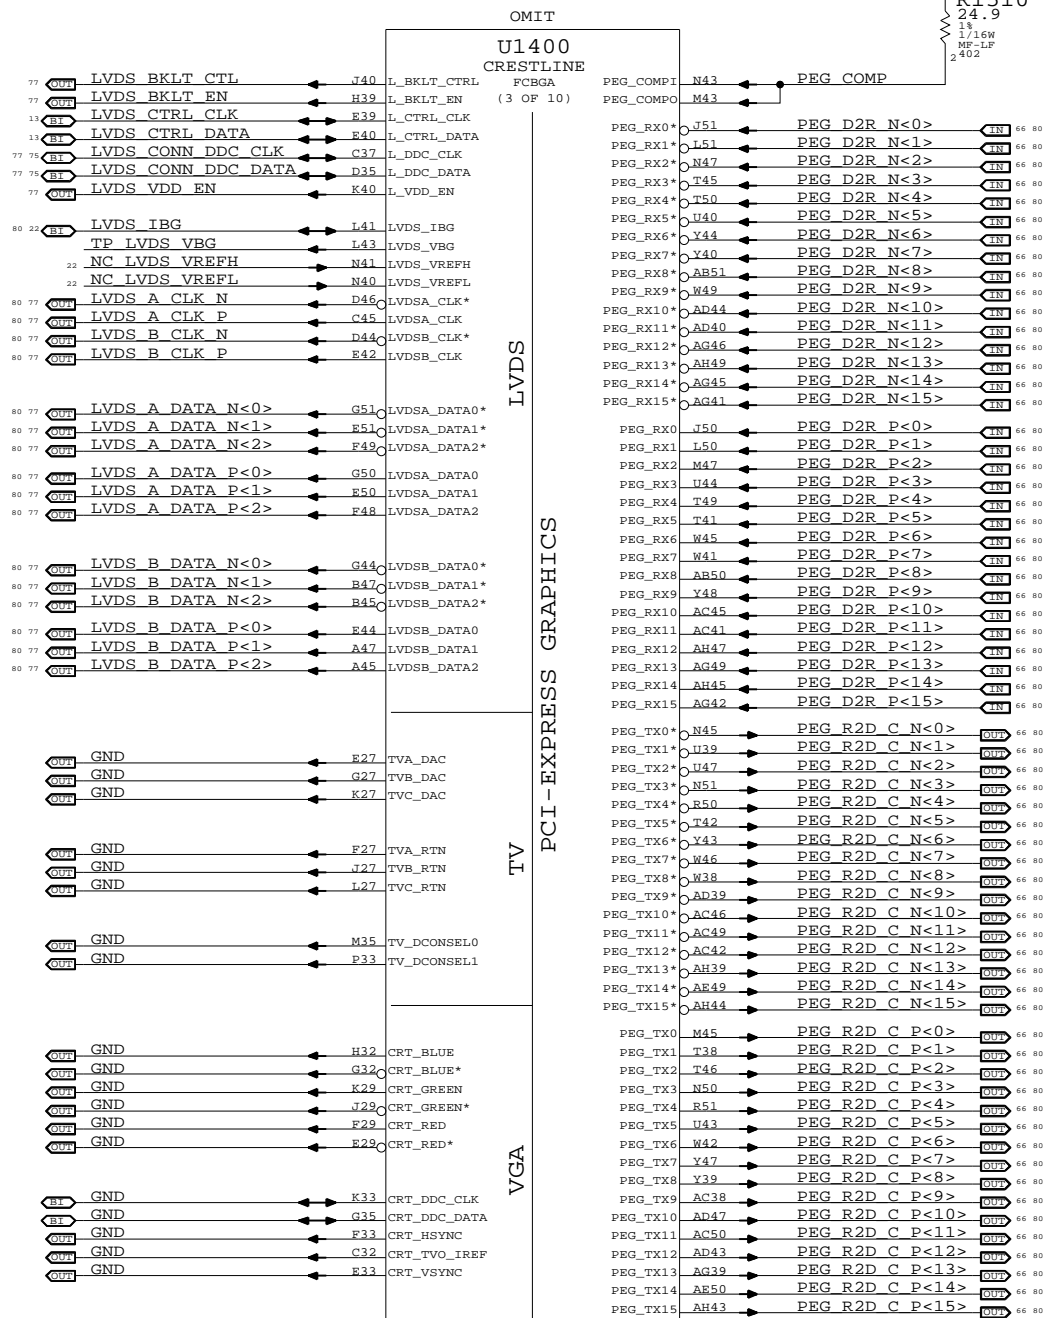 OMIT
R1510
24.9
1%
1/16W
MF-LF
2 402
U1400
CRESTLINE
FCBGA
(3 OF 10)
77 OUT LVDS_BKLT_CTL J40 L_BKLT_CTRL
77 OUT LVDS_BKLT_EN H39 L_BKLT_EN
13 BI LVDS_CTRL_CLK E39 L_CTRL_CLK
13 BI LVDS_CTRL_DATA E40 L_CTRL_DATA
77 75 BI LVDS_CONN_DDC_CLK C37 L_DDC_CLK
77 75 BI LVDS_CONN_DDC_DATA D35 L_DDC_DATA
77 OUT LVDS_VDD_EN K40 L_VDD_EN
80 22 BI LVDS_IBG L41 LVDS_IBG
TP_LVDS_VBG L43 LVDS_VBG
22 NC_LVDS_VREFH N41 LVDS_VREFH
22 NC_LVDS_VREFL N40 LVDS_VREFL
80 77 OUT LVDS_A_CLK_N D46 LVDSA_CLK*
80 77 OUT LVDS_A_CLK_P C45 LVDSA_CLK
80 77 OUT LVDS_B_CLK_N D44 LVDSB_CLK*
80 77 OUT LVDS_B_CLK_P E42 LVDSB_CLK
80 77 OUT LVDS_A_DATA_N<0> G51 LVDSA_DATA0*
80 77 OUT LVDS_A_DATA_N<1> E51 LVDSA_DATA1*
80 77 OUT LVDS_A_DATA_N<2> F49 LVDSA_DATA2*
80 77 OUT LVDS_A_DATA_P<0> G50 LVDSA_DATA0
80 77 OUT LVDS_A_DATA_P<1> E50 LVDSA_DATA1
80 77 OUT LVDS_A_DATA_P<2> F48 LVDSA_DATA2
80 77 OUT LVDS_B_DATA_N<0> G44 LVDSB_DATA0*
80 77 OUT LVDS_B_DATA_N<1> B47 LVDSB_DATA1*
80 77 OUT LVDS_B_DATA_N<2> B45 LVDSB_DATA2*
80 77 OUT LVDS_B_DATA_P<0> E44 LVDSB_DATA0
80 77 OUT LVDS_B_DATA_P<1> A47 LVDSB_DATA1
80 77 OUT LVDS_B_DATA_P<2> A45 LVDSB_DATA2
OUT GND E27 TVA_DAC
OUT GND G27 TVB_DAC
OUT GND K27 TVC_DAC
OUT GND F27 TVA_RTN
OUT GND J27 TVB_RTN
OUT GND L27 TVC_RTN
OUT GND M35 TV_DCONSEL0
OUT GND P33 TV_DCONSEL1
OUT GND H32 CRT_BLUE
OUT GND G32 CRT_BLUE*
OUT GND K29 CRT_GREEN
OUT GND J29 CRT_GREEN*
OUT GND F29 CRT_RED
OUT GND E29 CRT_RED*
BI GND K33 CRT_DDC_CLK
BI GND G35 CRT_DDC_DATA
OUT GND F33 CRT_HSYNC
OUT GND C32 CRT_TVO_IREF
OUT GND E33 CRT_VSYNC
LVDS
TV
VGA
PCI-EXPRESS GRAPHICS
PEG_COMPI N43 PEG_COMP
PEG_COMPO M43
PEG_RX0* J51 PEG_D2R_N<0> IN 66 80
PEG_RX1* L51 PEG_D2R_N<1> IN 66 80
PEG_RX2* N47 PEG_D2R_N<2> IN 66 80
PEG_RX3* T45 PEG_D2R_N<3> IN 66 80
PEG_RX4* T50 PEG_D2R_N<4> IN 66 80
PEG_RX5* U40 PEG_D2R_N<5> IN 66 80
PEG_RX6* Y44 PEG_D2R_N<6> IN 66 80
PEG_RX7* Y40 PEG_D2R_N<7> IN 66 80
PEG_RX8* AB51 PEG_D2R_N<8> IN 66 80
PEG_RX9* W49 PEG_D2R_N<9> IN 66 80
PEG_RX10* AD44 PEG_D2R_N<10> IN 66 80
PEG_RX11* AD40 PEG_D2R_N<11> IN 66 80
PEG_RX12* AG46 PEG_D2R_N<12> IN 66 80
PEG_RX13* AH49 PEG_D2R_N<13> IN 66 80
PEG_RX14* AG45 PEG_D2R_N<14> IN 66 80
PEG_RX15* AG41 PEG_D2R_N<15> IN 66 80
PEG_RX0 J50 PEG_D2R_P<0> IN 66 80
PEG_RX1 L50 PEG_D2R_P<1> IN 66 80
PEG_RX2 M47 PEG_D2R_P<2> IN 66 80
PEG_RX3 U44 PEG_D2R_P<3> IN 66 80
PEG_RX4 T49 PEG_D2R_P<4> IN 66 80
PEG_RX5 T41 PEG_D2R_P<5> IN 66 80
PEG_RX6 W45 PEG_D2R_P<6> IN 66 80
PEG_RX7 W41 PEG_D2R_P<7> IN 66 80
PEG_RX8 AB50 PEG_D2R_P<8> IN 66 80
PEG_RX9 Y48 PEG_D2R_P<9> IN 66 80
PEG_RX10 AC45 PEG_D2R_P<10> IN 66 80
PEG_RX11 AC41 PEG_D2R_P<11> IN 66 80
PEG_RX12 AH47 PEG_D2R_P<12> IN 66 80
PEG_RX13 AG49 PEG_D2R_P<13> IN 66 80
PEG_RX14 AH45 PEG_D2R_P<14> IN 66 80
PEG_RX15 AG42 PEG_D2R_P<15> IN 66 80
PEG_TX0* N45 PEG_R2D_C_N<0> OUT 66 80
PEG_TX1* U39 PEG_R2D_C_N<1> OUT 66 80
PEG_TX2* U47 PEG_R2D_C_N<2> OUT 66 80
PEG_TX3* N51 PEG_R2D_C_N<3> OUT 66 80
PEG_TX4* R50 PEG_R2D_C_N<4> OUT 66 80
PEG_TX5* T42 PEG_R2D_C_N<5> OUT 66 80
PEG_TX6* Y43 PEG_R2D_C_N<6> OUT 66 80
PEG_TX7* W46 PEG_R2D_C_N<7> OUT 66 80
PEG_TX8* W38 PEG_R2D_C_N<8> OUT 66 80
PEG_TX9* AD39 PEG_R2D_C_N<9> OUT 66 80
PEG_TX10* AC46 PEG_R2D_C_N<10> OUT 66 80
PEG_TX11* AC49 PEG_R2D_C_N<11> OUT 66 80
PEG_TX12* AC42 PEG_R2D_C_N<12> OUT 66 80
PEG_TX13* AH39 PEG_R2D_C_N<13> OUT 66 80
PEG_TX14* AE49 PEG_R2D_C_N<14> OUT 66 80
PEG_TX15* AH44 PEG_R2D_C_N<15> OUT 66 80
PEG_TX0 M45 PEG_R2D_C_P<0> OUT 66 80
PEG_TX1 T38 PEG_R2D_C_P<1> OUT 66 80
PEG_TX2 T46 PEG_R2D_C_P<2> OUT 66 80
PEG_TX3 N50 PEG_R2D_C_P<3> OUT 66 80
PEG_TX4 R51 PEG_R2D_C_P<4> OUT 66 80
PEG_TX5 U43 PEG_R2D_C_P<5> OUT 66 80
PEG_TX6 W42 PEG_R2D_C_P<6> OUT 66 80
PEG_TX7 Y47 PEG_R2D_C_P<7> OUT 66 80
PEG_TX8 Y39 PEG_R2D_C_P<8> OUT 66 80
PEG_TX9 AC38 PEG_R2D_C_P<9> OUT 66 80
PEG_TX10 AD47 PEG_R2D_C_P<10> OUT 66 80
PEG_TX11 AC50 PEG_R2D_C_P<11> OUT 66 80
PEG_TX12 AD43 PEG_R2D_C_P<12> OUT 66 80
PEG_TX13 AG39 PEG_R2D_C_P<13> OUT 66 80
PEG_TX14 AE50 PEG_R2D_C_P<14> OUT 66 80
PEG_TX15 AH43 PEG_R2D_C_P<15> OUT 66 80